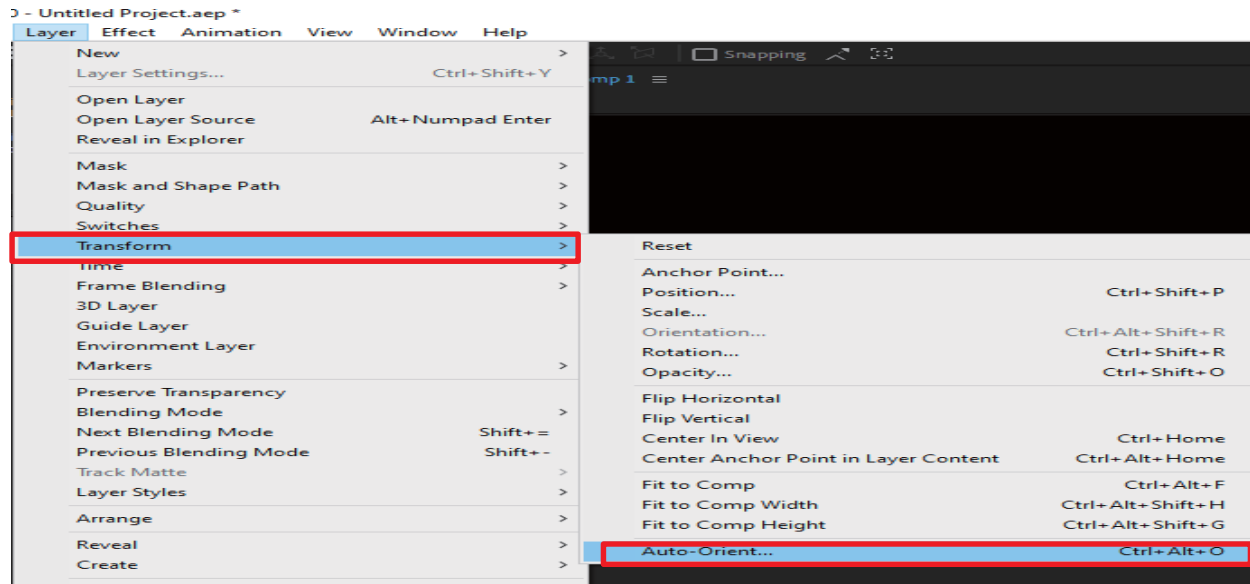 - Untitled Project.aep *
Layer Effect Animation View Window Help
New >
Snapping
Layer Settings... Ctrl+Shift+Y
mp 1
Open Layer
Open Layer Source Alt+Numpad Enter
Reveal in Explorer
Mask >
Mask and Shape Path >
Quality >
Switches >
Transform >
Time >
Frame Blending >
3D Layer
Guide Layer
Environment Layer
Markers >
Preserve Transparency
Blending Mode >
Next Blending Mode Shift+=
Previous Blending Mode Shift+-
Track Matte >
Layer Styles >
Arrange >
Reveal >
Create >
Reset
Anchor Point...
Position... Ctrl+Shift+P
Scale...
Orientation... Ctrl+Alt+Shift+R
Rotation... Ctrl+Shift+R
Opacity... Ctrl+Shift+O
Flip Horizontal
Flip Vertical
Center In View Ctrl+Home
Center Anchor Point in Layer Content Ctrl+Alt+Home
Fit to Comp Ctrl+Alt+F
Fit to Comp Width Ctrl+Alt+Shift+H
Fit to Comp Height Ctrl+Alt+Shift+G
Auto-Orient... Ctrl+Alt+O